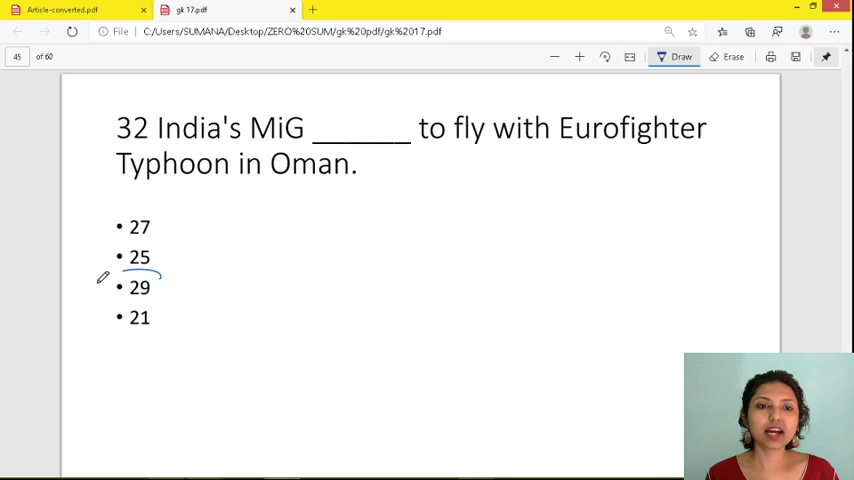 Article-converted.pdf
gk 17.pdf
File
C:/Users/SUMANA/Desktop/ZERO%20SUM/gk%20pdf/gk%2017.pdf
45 of 60
Draw
Erase
32 India's MiG ______ to fly with Eurofighter
Typhoon in Oman.
• 27
• 25
• 29
• 21